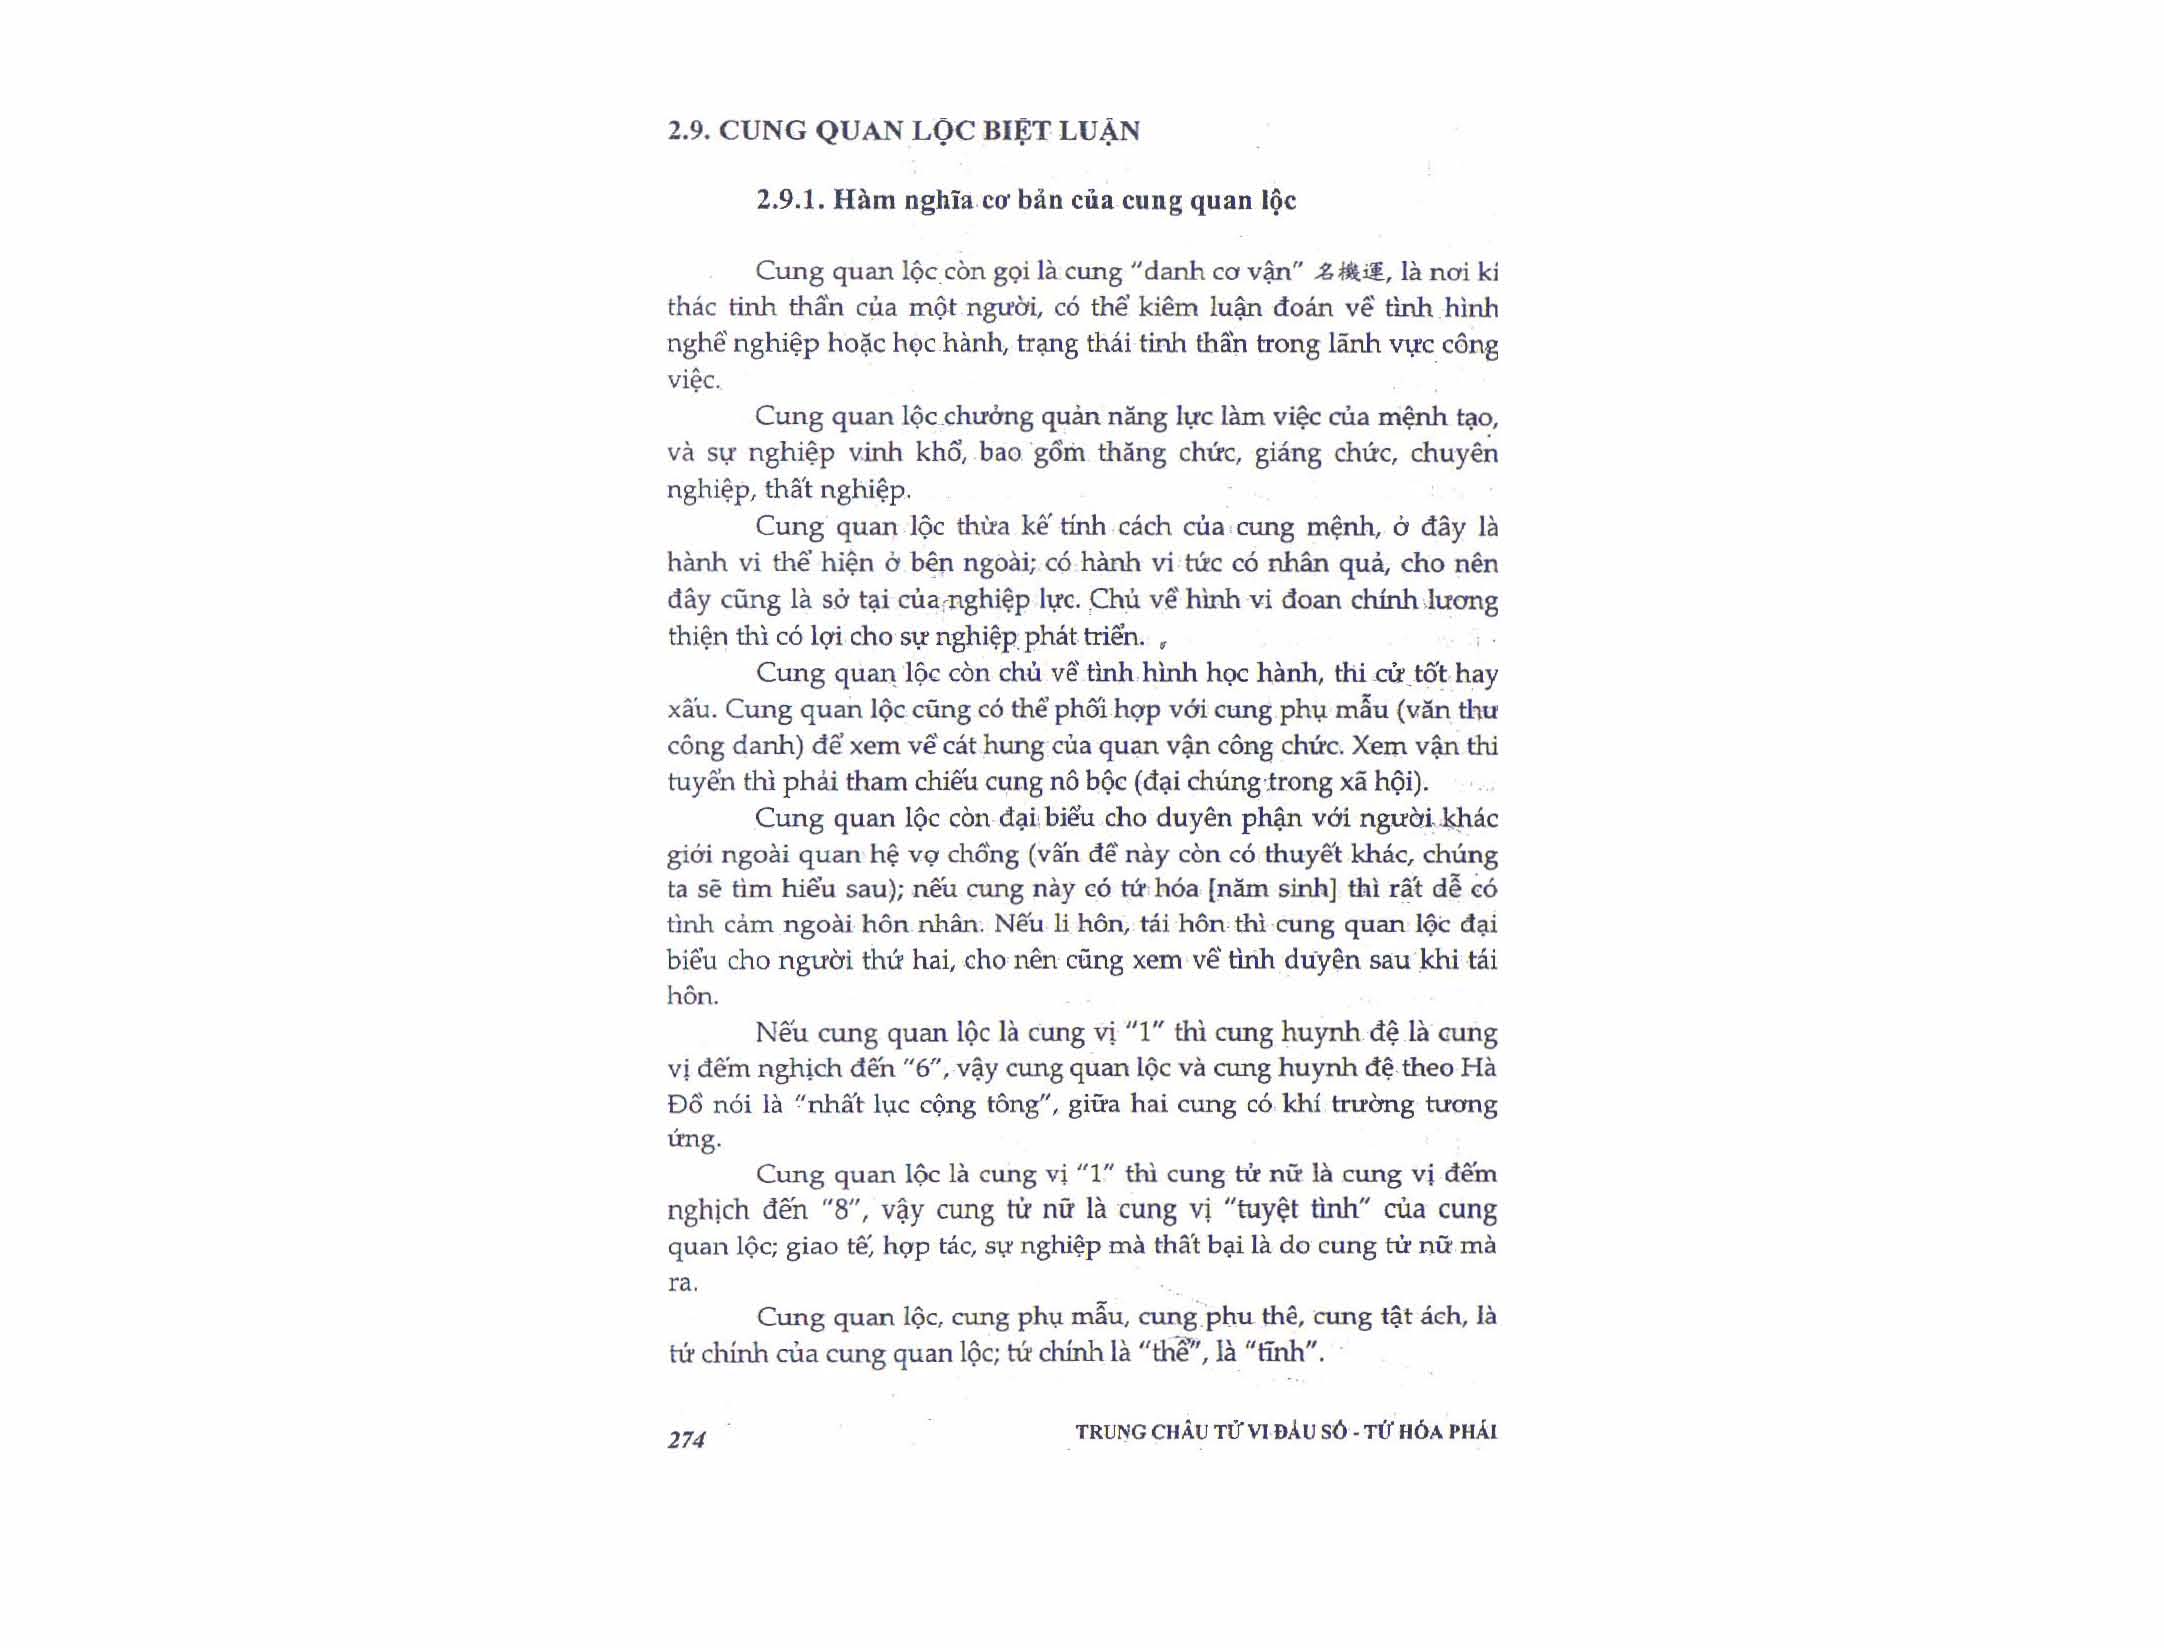 2.9. CUNG QUAN LỘC BIỆT LUẬN
2.9.1. Hàm nghĩa cơ bản của cung quan lộc
Cung quan lộc còn gọi là cung "danh cơ vận" 名機運, là nơi kí
thác tinh thần của một người, có thể kiêm luận đoán về tình hình
nghề nghiệp hoặc học hành, trạng thái tinh thần trong lãnh vực công
việc.
Cung quan lộc chưởng quản năng lực làm việc của mệnh tạo,
và sự nghiệp vinh khổ, bao gồm thăng chức, giáng chức, chuyên
nghiệp, thất nghiệp.
Cung quan lộc thừa kế tính cách của cung mệnh, ở đây là
hành vi thể hiện ở bên ngoài; có hành vi tức có nhân quả, cho nên
đây cũng là sở tại của nghiệp lực. Chủ về hình vi đoan chính lương
thiện thì có lợi cho sự nghiệp phát triển.
Cung quan lộc còn chủ về tình hình học hành, thi cử tốt hay
xấu. Cung quan lộc cũng có thể phối hợp với cung phụ mẫu (văn thư
công danh) để xem về cát hung của quan vận công chức. Xem vận thi
tuyển thì phải tham chiếu cung nô bộc (đại chúng trong xã hội).
Cung quan lộc còn đại biểu cho duyên phận với người khác
giới ngoài quan hệ vợ chồng (vấn đề này còn có thuyết khác, chúng
ta sẽ tìm hiểu sau); nếu cung này có tứ hóa [năm sinh] thì rất dễ có
tình cảm ngoài hôn nhân. Nếu li hôn, tái hôn thì cung quan lộc đại
biểu cho người thứ hai, cho nên cũng xem về tình duyên sau khi tái
hôn.
Nếu cung quan lộc là cung vị "1" thì cung huynh đệ là cung
vị đếm nghịch đến "6", vậy cung quan lộc và cung huynh đệ theo Hà
Đồ nói là "nhất lục cộng tông", giữa hai cung có khí trường tương
ứng.
Cung quan lộc là cung vị "1" thì cung tử nữ là cung vị đếm
nghịch đến "8", vậy cung tử nữ là cung vị "tuyệt tình" của cung
quan lộc; giao tế, hợp tác, sự nghiệp mà thất bại là do cung tử nữ mà
ra.
Cung quan lộc, cung phụ mẫu, cung phu thê, cung tật ách, là
tứ chính của cung quan lộc; tứ chính là "thể", là "tĩnh".
274
TRUNG CHÂU TỬ VI ĐẨU SỐ - TỨ HÓA PHÁI